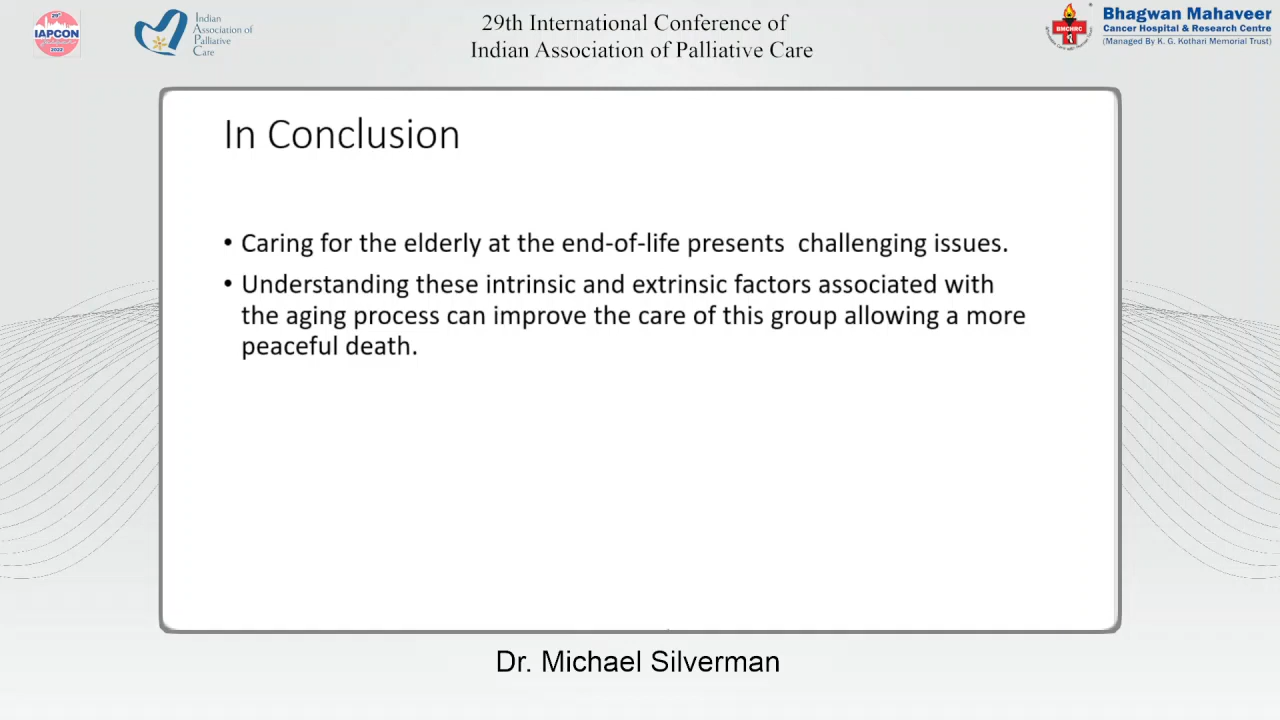 29th
IAPCON
2022
Indian
Association of
Palliative
Care
29th International Conference of
Indian Association of Palliative Care
BMCHRC
Bhagwan Mahaveer
Cancer Hospital & Research Centre
(Managed By K. G. Kothari Memorial Trust)
In Conclusion
• Caring for the elderly at the end-of-life presents  challenging issues.
• Understanding these intrinsic and extrinsic factors associated with
the aging process can improve the care of this group allowing a more
peaceful death.
Dr. Michael Silverman